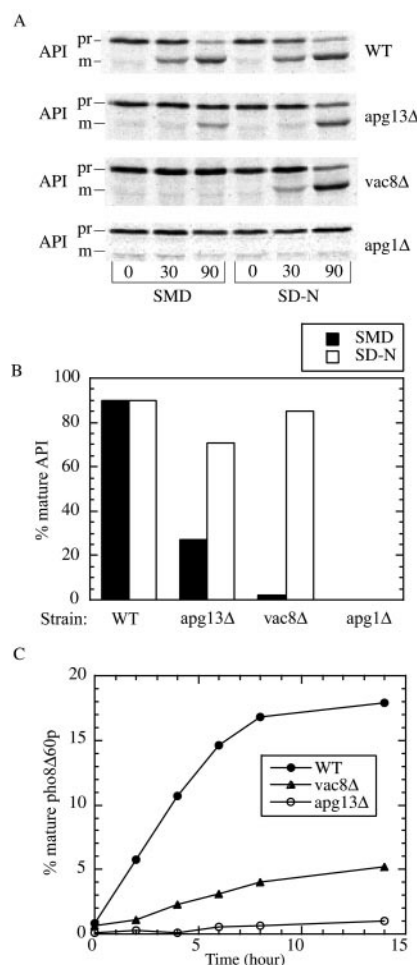 A
API pr m WT
API pr m apg13Δ
API pr m vac8Δ
API pr m apg1Δ
0 30 90 0 30 90
SMD SD-N
SMD
SD-N
B
% mature API
100
80
60
40
20
0
Strain: WT apg13Δ vac8Δ apg1Δ
C
% mature pho8Δ60p
20
15
10
5
0
WT
vac8Δ
apg13Δ
0 5 10 15
Time (hour)